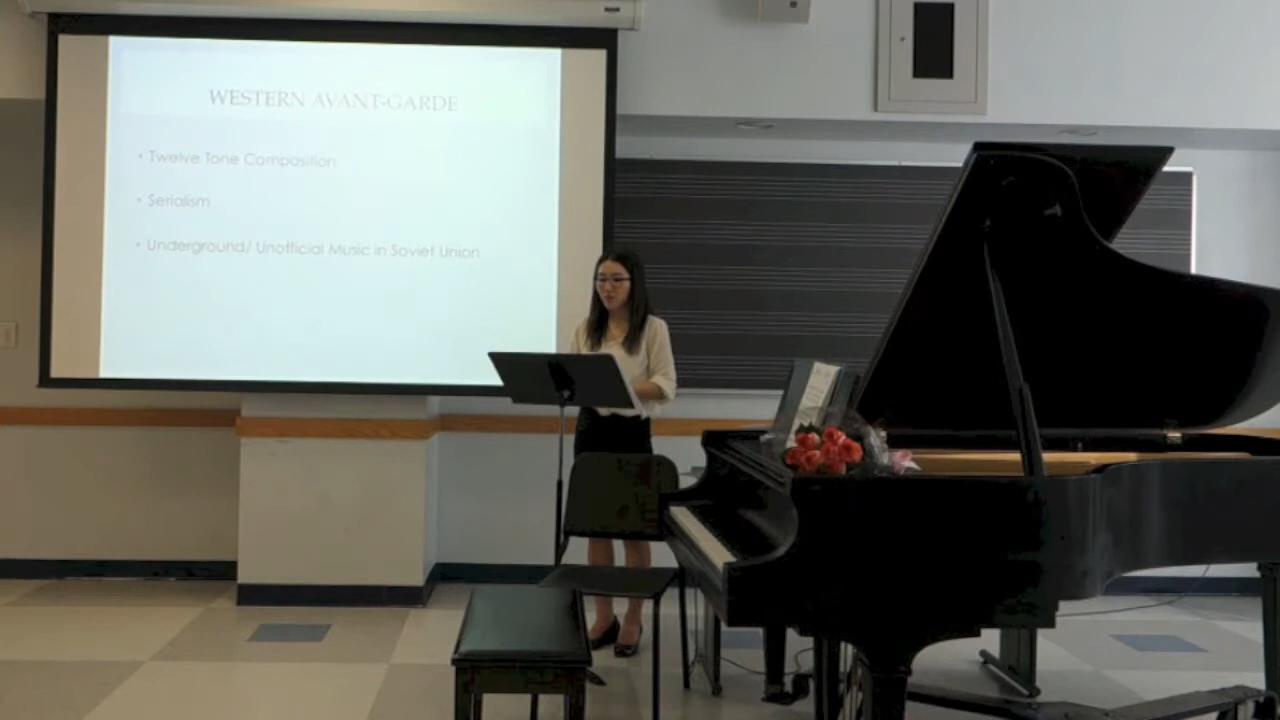 WESTERN AVANT-GARDE
• Twelve Tone Composition
• Serialism
• Underground/ Unofficial Music in Soviet Union